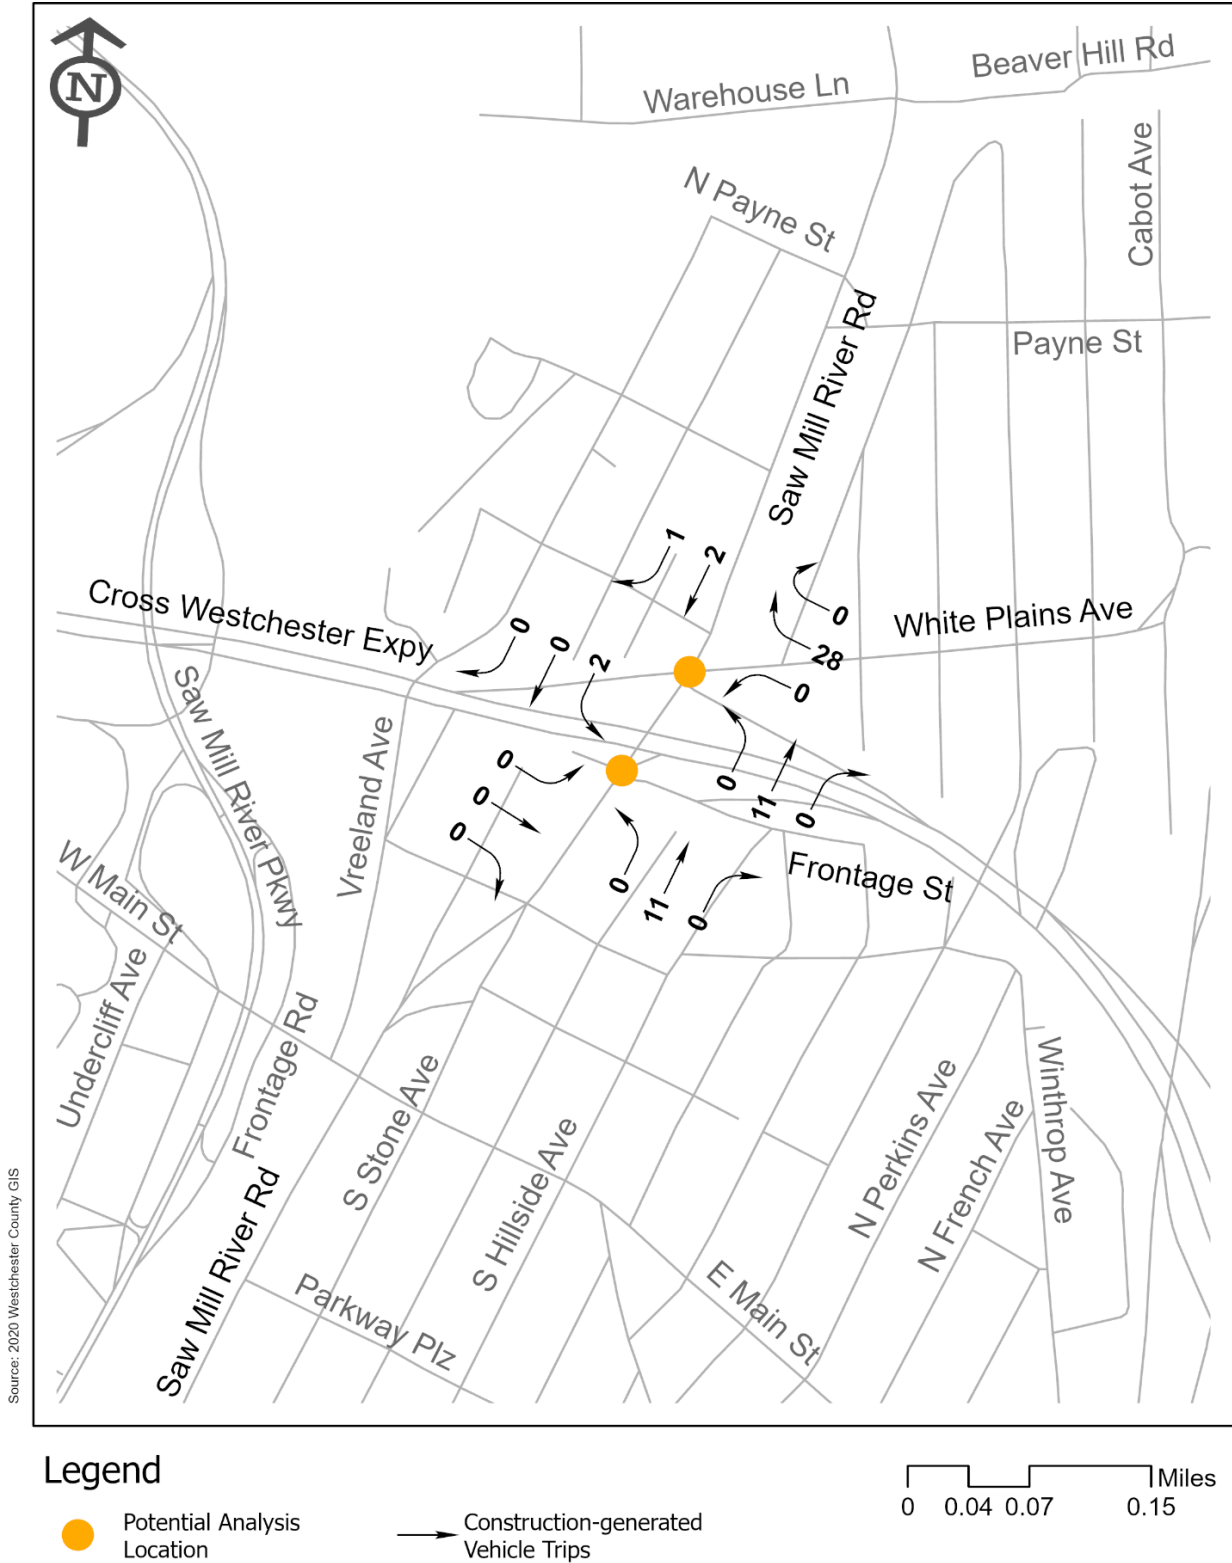 N
Beaver Hill Rd
Warehouse Ln
Cabot Ave
N Payne St
Saw Mill River Rd
Payne St
1
2
0
Cross Westchester Expy
0
0
2
28
White Plains Ave
0
Saw Mill River Pkwy
Vreeland Ave
0
0
0
0
11
0
W Main St
Frontage St
0
11
0
Undercliff Ave
Frontage Rd
S Stone Ave
S Hillside Ave
N Perkins Ave
N French Ave
Winthrop Ave
Saw Mill River Rd
Parkway Plz
E Main St
Source: 2020 Westchester County GIS
Legend
Potential Analysis
Location
Construction-generated
Vehicle Trips
Miles
0 0.04 0.07 0.15